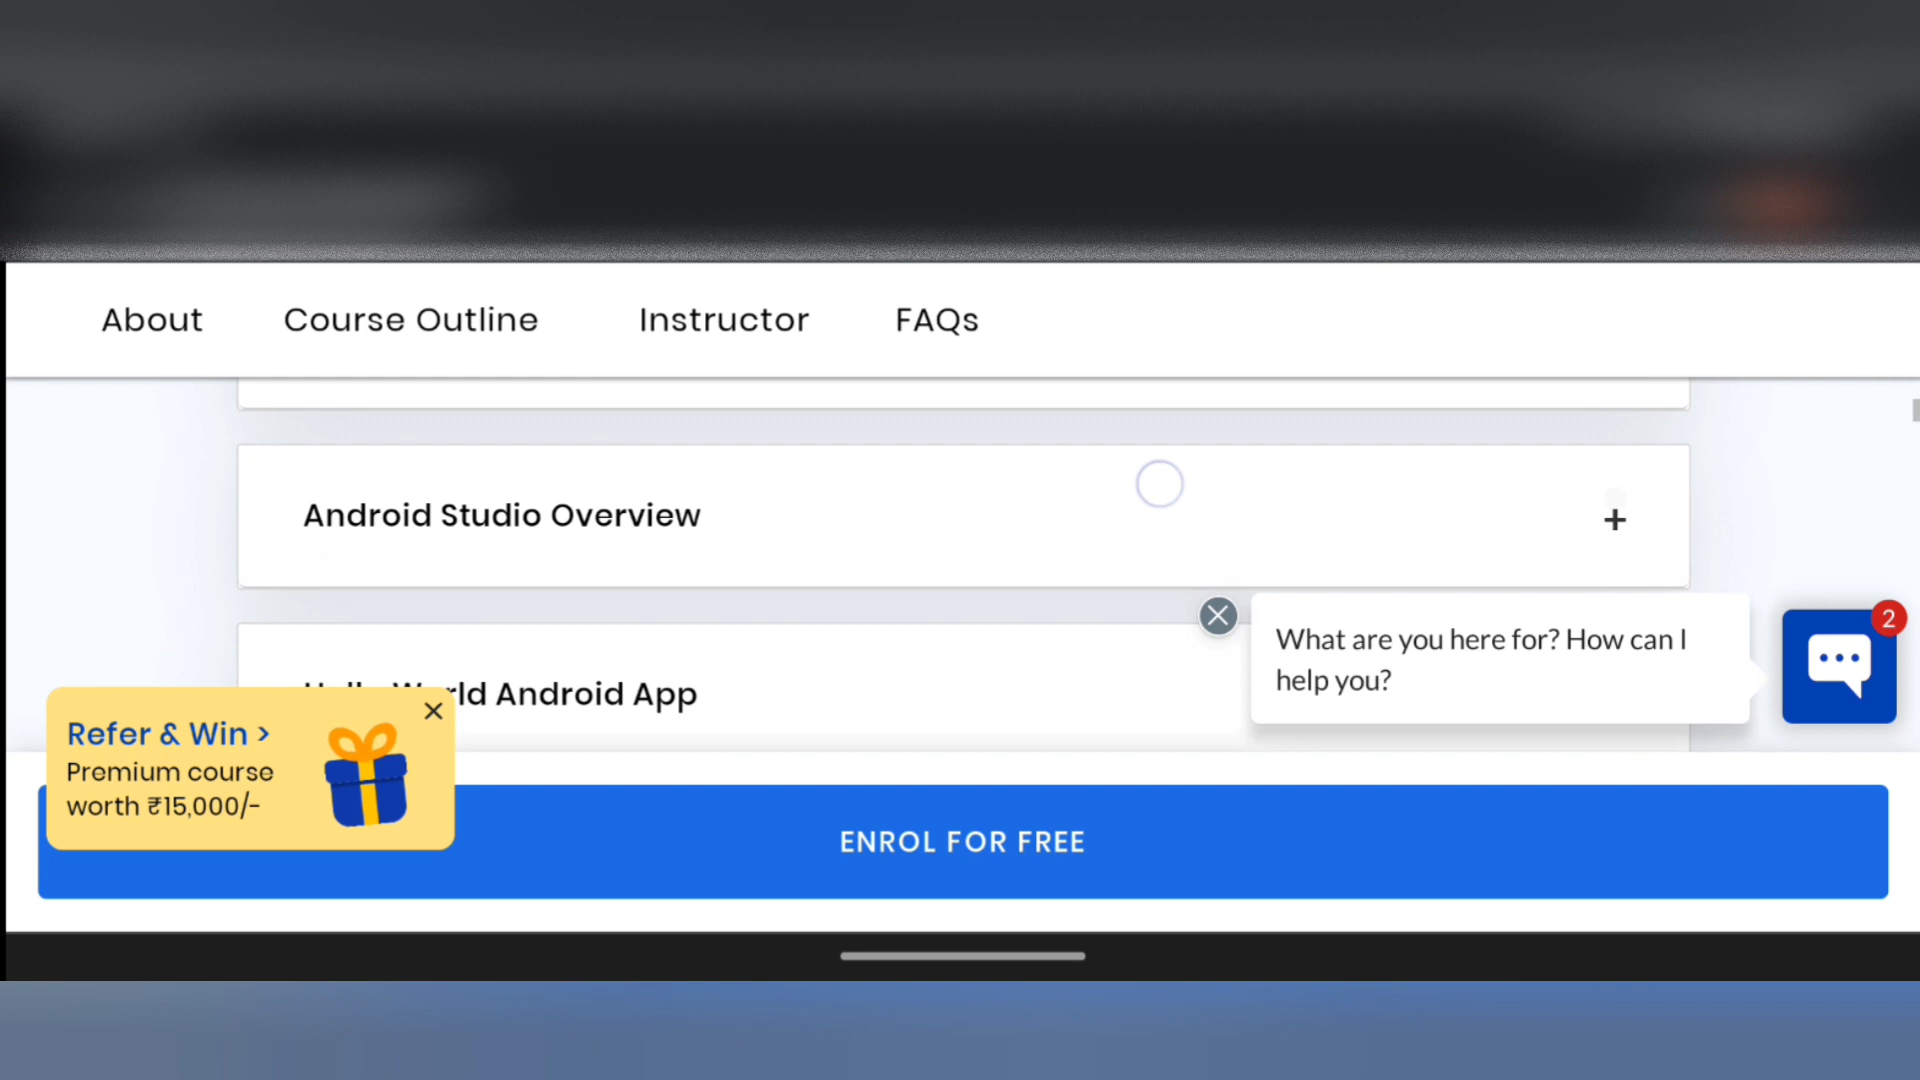 About Course Outline Instructor FAQs
Android Studio Overview
+
What are you here for? How can I
help you?
2
World Android App
Refer & Win >
Premium course
worth ₹15,000/-
ENROL FOR FREE